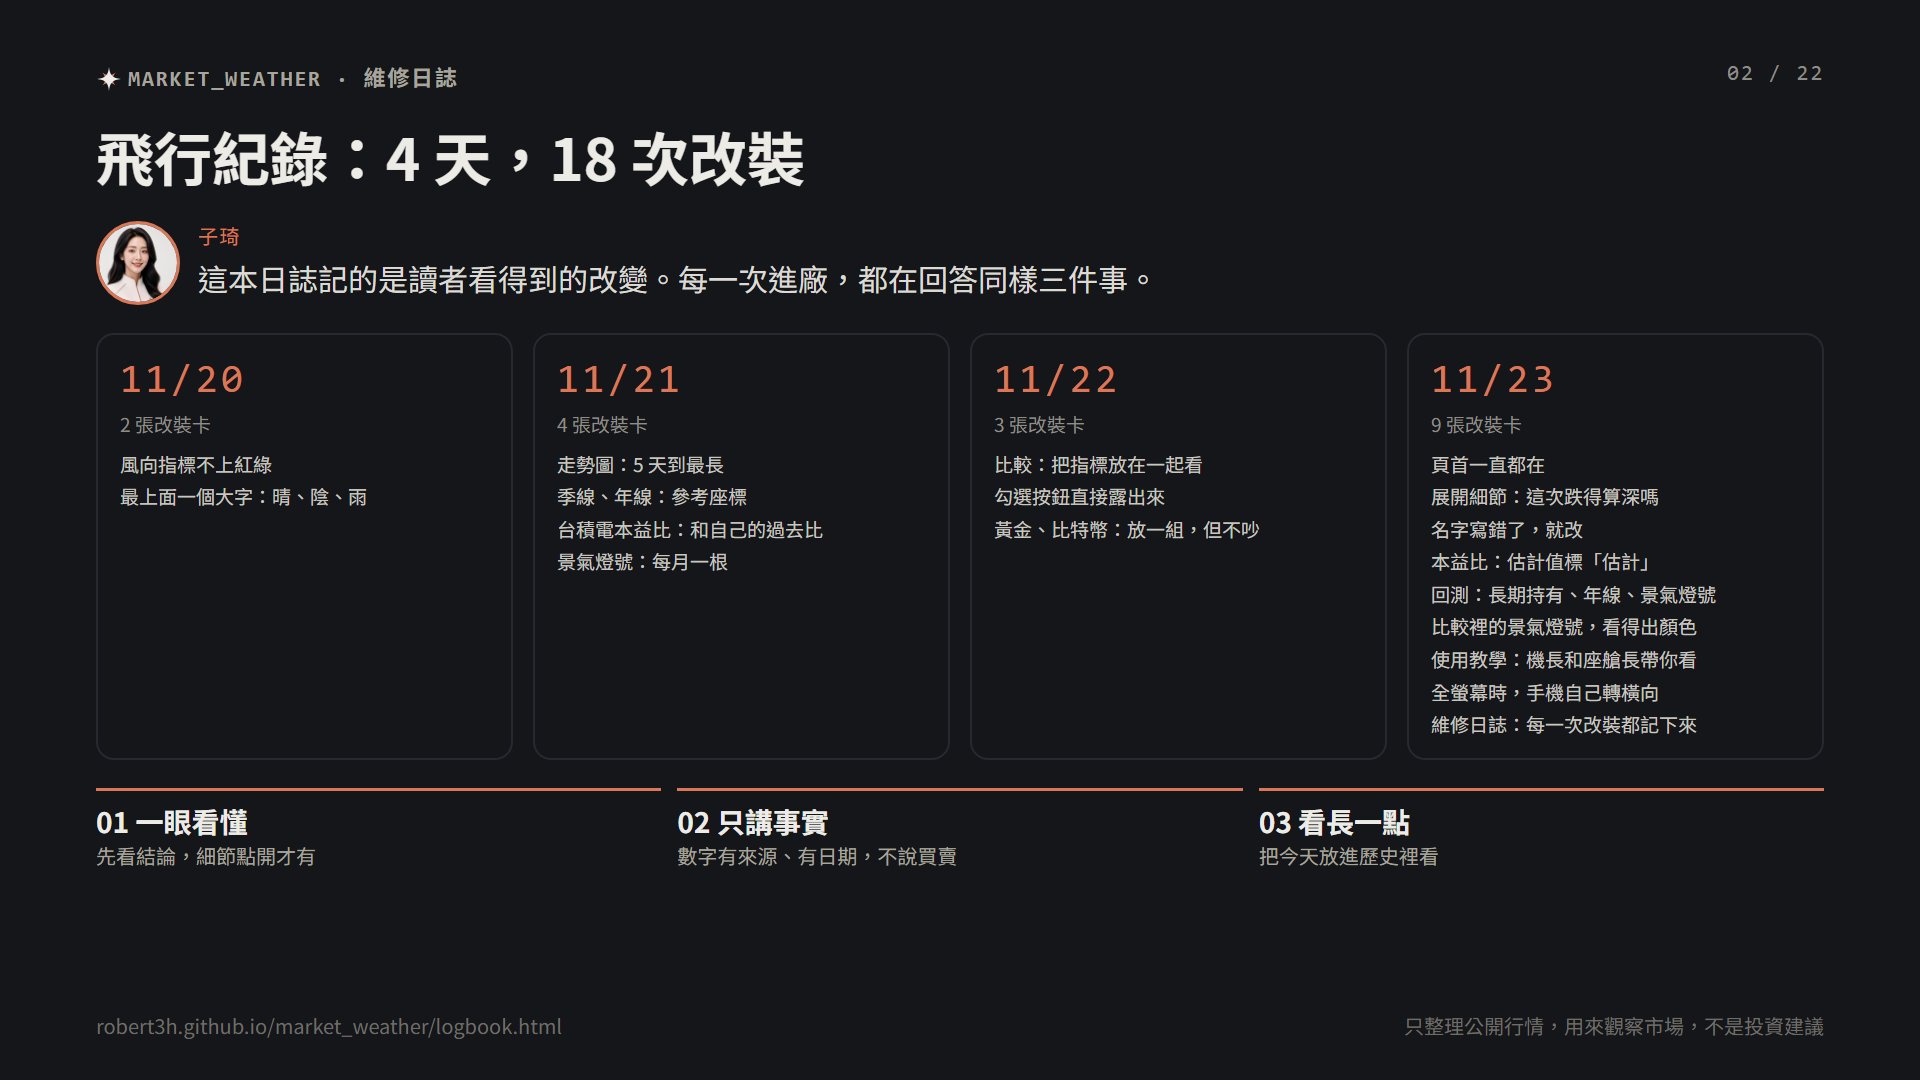 MARKET_WEATHER · 維修日誌
02 / 22
飛行紀錄：4 天，18 次改裝
子琦
這本日誌記的是讀者看得到的改變。每一次進廠，都在回答同樣三件事。
11/20
2 張改裝卡
風向指標不上紅綠
最上面一個大字：晴、陰、雨
11/21
4 張改裝卡
走勢圖：5 天到最長
季線、年線：參考座標
台積電本益比：和自己的過去比
景氣燈號：每月一根
11/22
3 張改裝卡
比較：把指標放在一起看
勾選按鈕直接露出來
黃金、比特幣：放一組，但不吵
11/23
9 張改裝卡
頁首一直都在
展開細節：這次跌得算深嗎
名字寫錯了，就改
本益比：估計值標「估計」
回測：長期持有、年線、景氣燈號
比較裡的景氣燈號，看得出顏色
使用教學：機長和座艙長帶你看
全螢幕時，手機自己轉橫向
維修日誌：每一次改裝都記下來
01 一眼看懂
先看結論，細節點開才有
02 只講事實
數字有來源、有日期，不說買賣
03 看長一點
把今天放進歷史裡看
robert3h.github.io/market_weather/logbook.html
只整理公開行情，用來觀察市場，不是投資建議